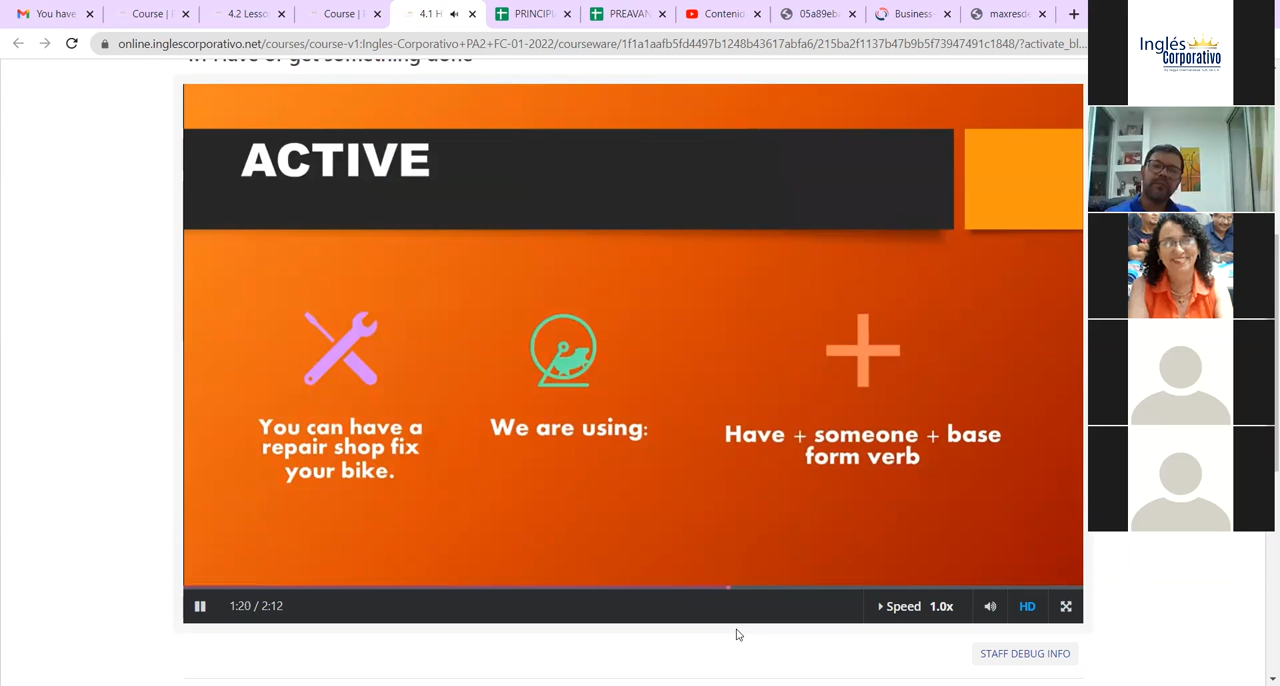 You have
Course |
4.2 Lesso
Course |
4.1 H
PRINCIPI
PREAVAN
Contenid
05a89eb
Business-
maxresde
online.inglescorporativo.net/courses/course-v1:Ingles-Corporativo+PA2+FC-01-2022/courseware/1f1a1aafb5fd4497b1248b43617abfa6/215ba2f1137b47b9b5f73947491c1848/?activate_bl...
Inglés
Corporativo
ACTIVE
You can have a
repair shop fix
your bike.
We are using:
Have + someone + base
form verb
1:20 / 2:12
Speed 1.0x
HD
STAFF DEBUG INFO